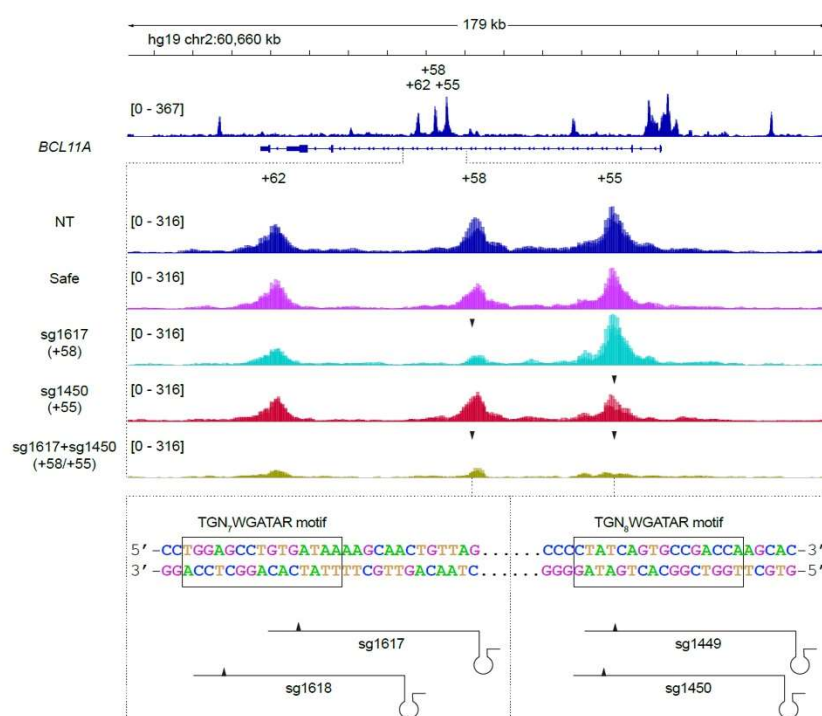 179 kb
hg19 chr2:60,660 kb
+58
+62 +55
[0 - 367]
BCL11A
+62 +58 +55
NT [0 - 316]
Safe [0 - 316]
sg1617 [0 - 316]
(+58)
sg1450 [0 - 316]
(+55)
sg1617+sg1450 [0 - 316]
(+58/+55)
TGN7WGATAR motif TGN8WGATAR motif
5′ -CCTGGAGCCTGTGATAAAAGCAACTGTTAG......CCCCTATCAGTGCCGACCAAGCAC-3′
3′-GGACCTCGGACACTATTTTCGTTGACAATC......GGGGATAGTCACGGCTGGTTCGTG-5′
sg1617 sg1449
sg1618 sg1450